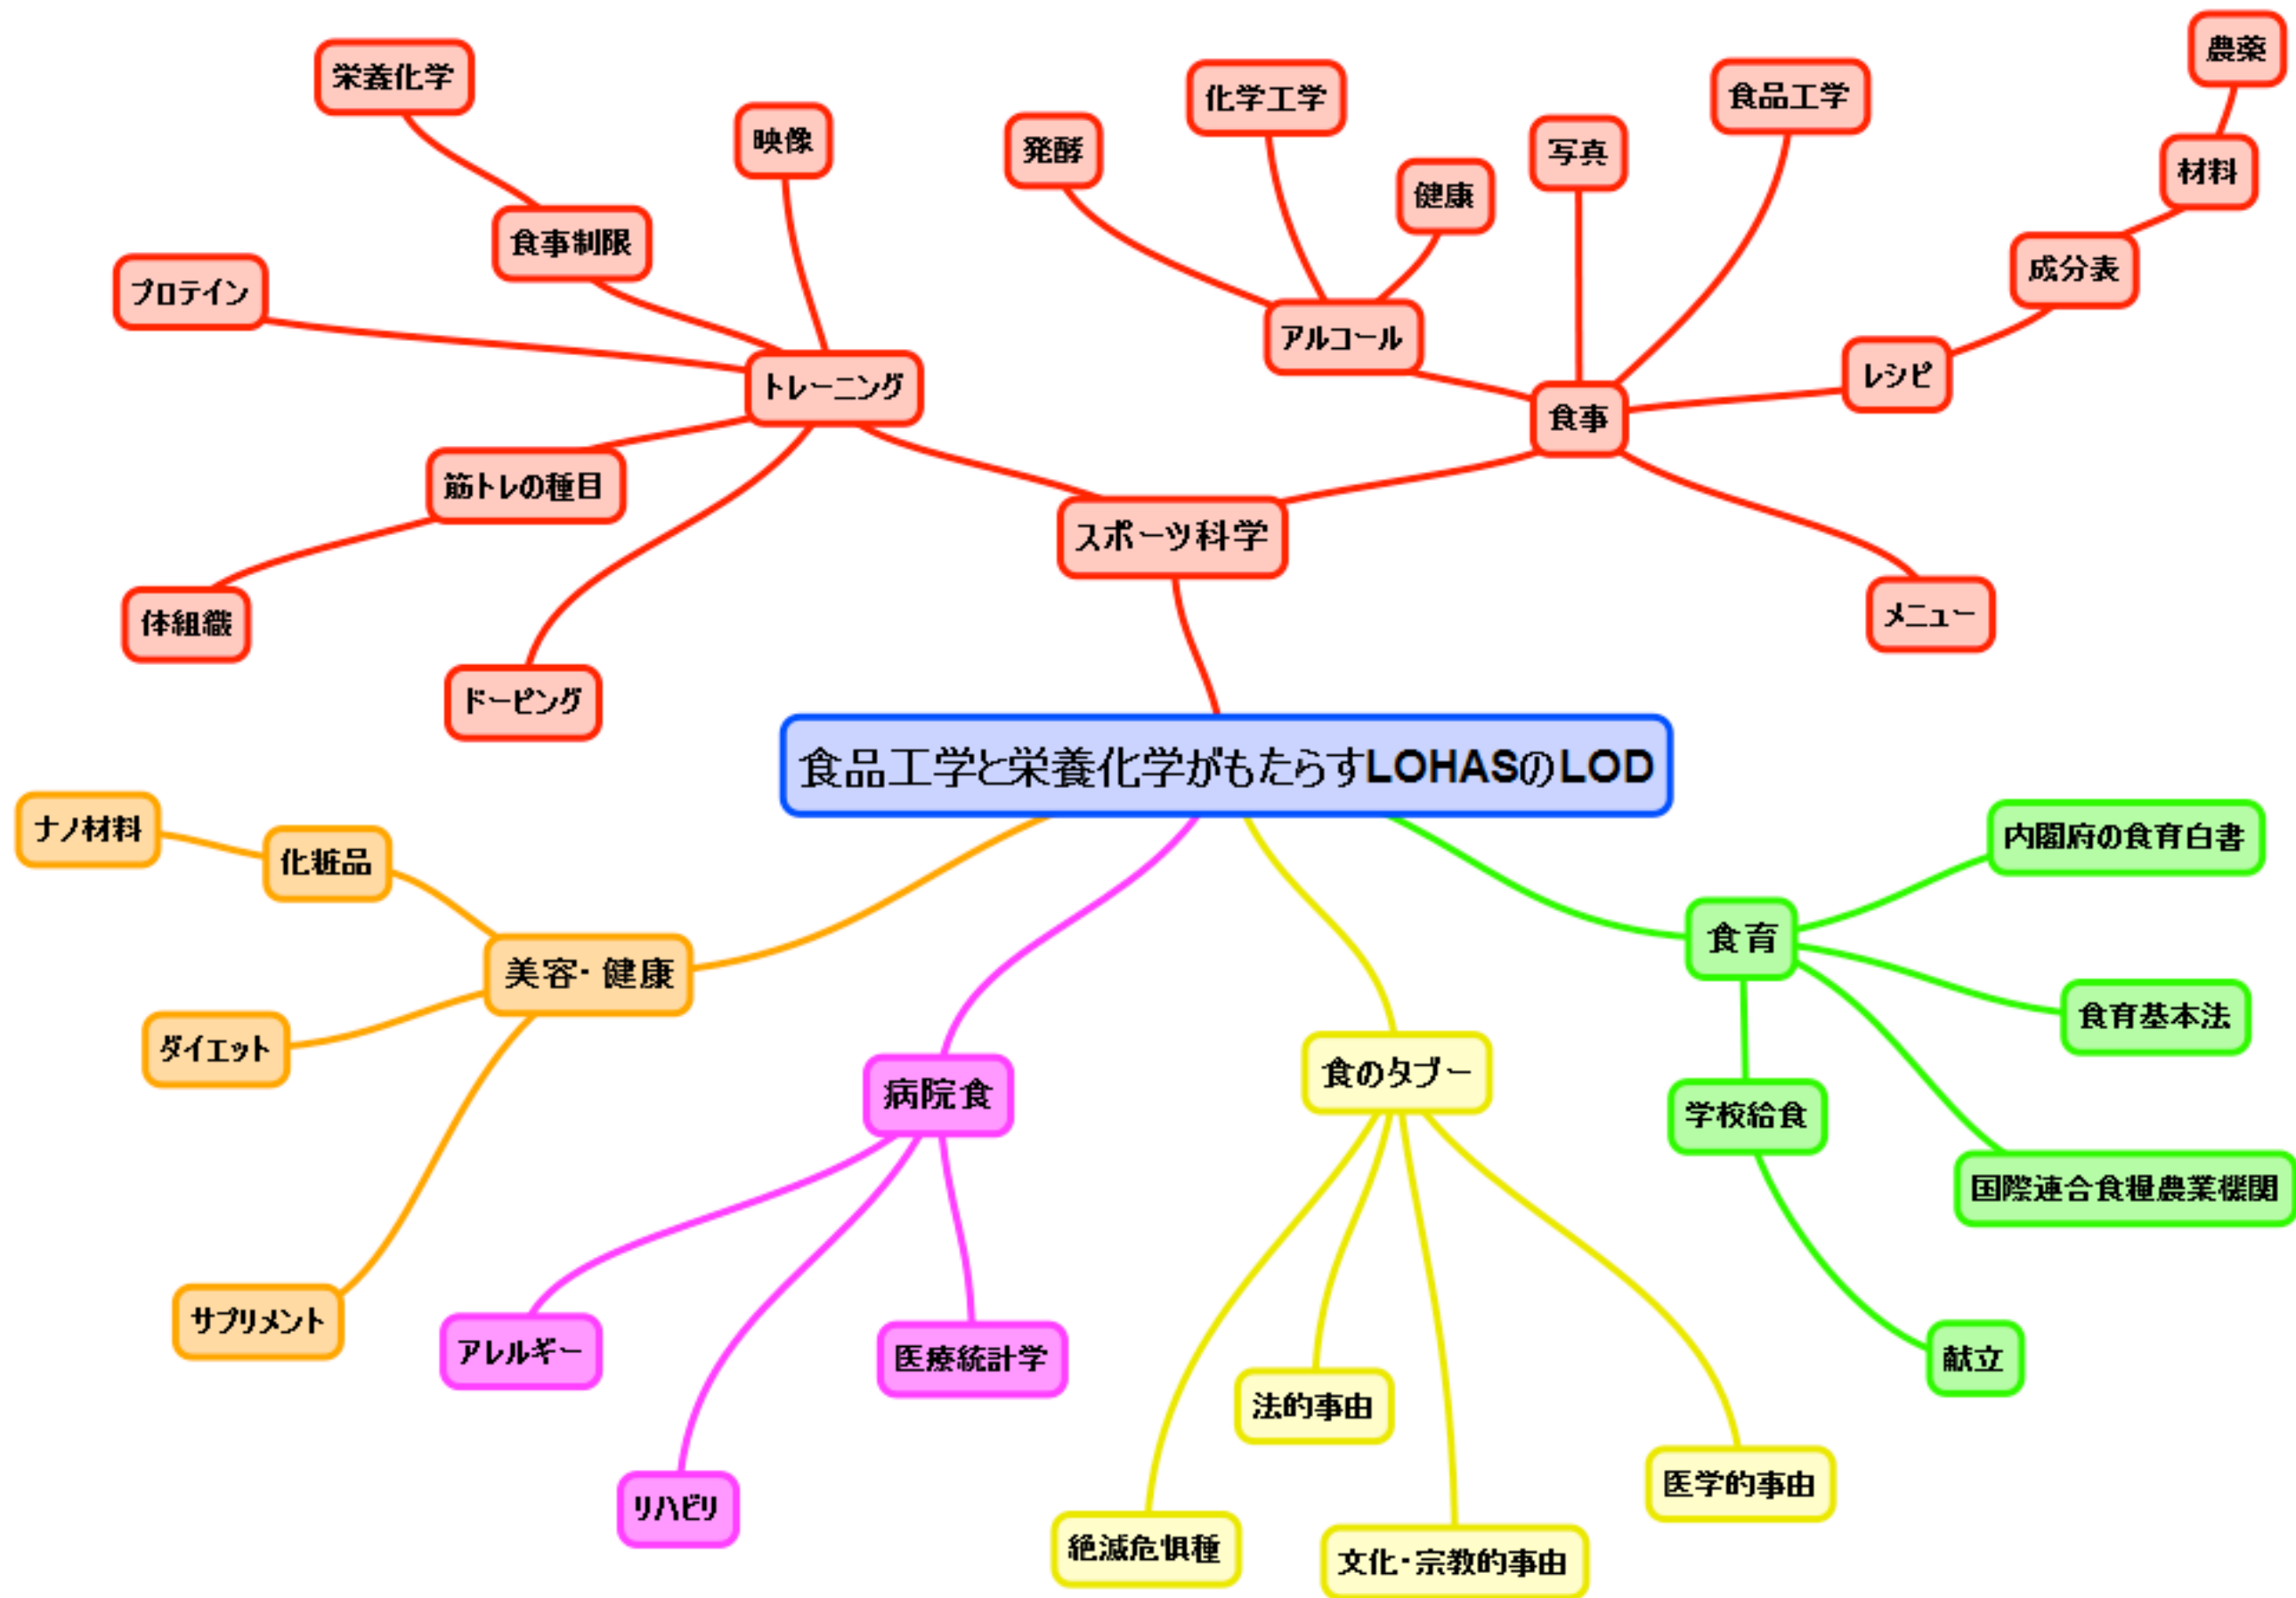 農薬
栄養化学
化学工学
食品工学
映像
発酵
写真
材料
健康
食事制限
成分表
プロテイン
アルコール
トレーニング
レシピ
食事
筋トレの種目
スポーツ科学
体組織
メニュー
ドーピング
食品工学と栄養化学がもたらすLOHASのLOD
ナノ材料
化粧品
内閣府の食育白書
美容・健康
食育
ダイエット
食育基本法
病院食
食のタブー
学校給食
国際連合食糧農業機関
サプリメント
アレルギー
医療統計学
献立
法的事由
リハビリ
医学的事由
絶滅危惧種
文化・宗教的事由